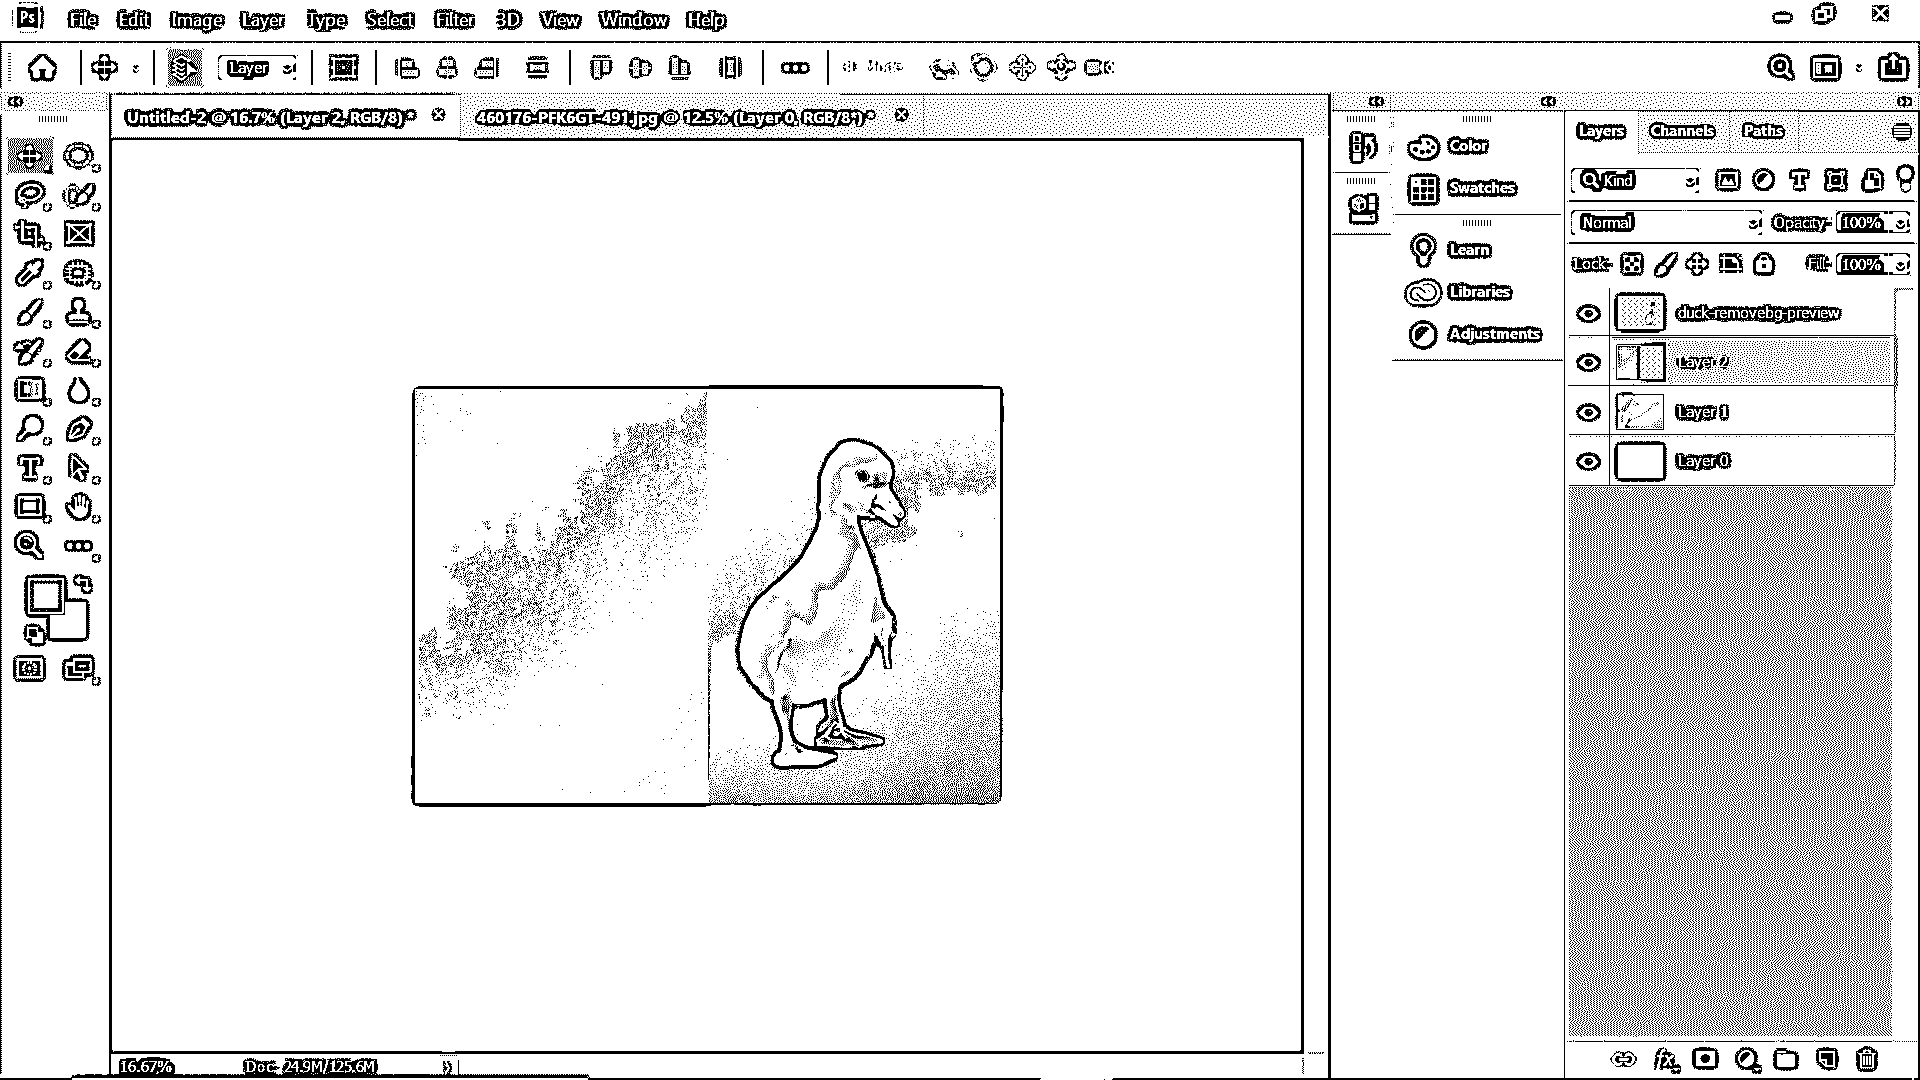 Ps File Edit Image Layer Type Select Filter 3D View Window Help
Layer
Untitled-2 @ 16.7% (Layer 2, RGB/8) *
460176-PFK6GT-491.jpg @ 12.5% (Layer 0, RGB/8*) *
Color
Swatches
Learn
Libraries
Adjustments
Layers Channels Paths
Kind
Normal Opacity: 100%
Lock: Fill: 100%
duck-removebg-preview
Layer 2
Layer 1
Layer 0
16.67% Doc: 24.9M/125.6M